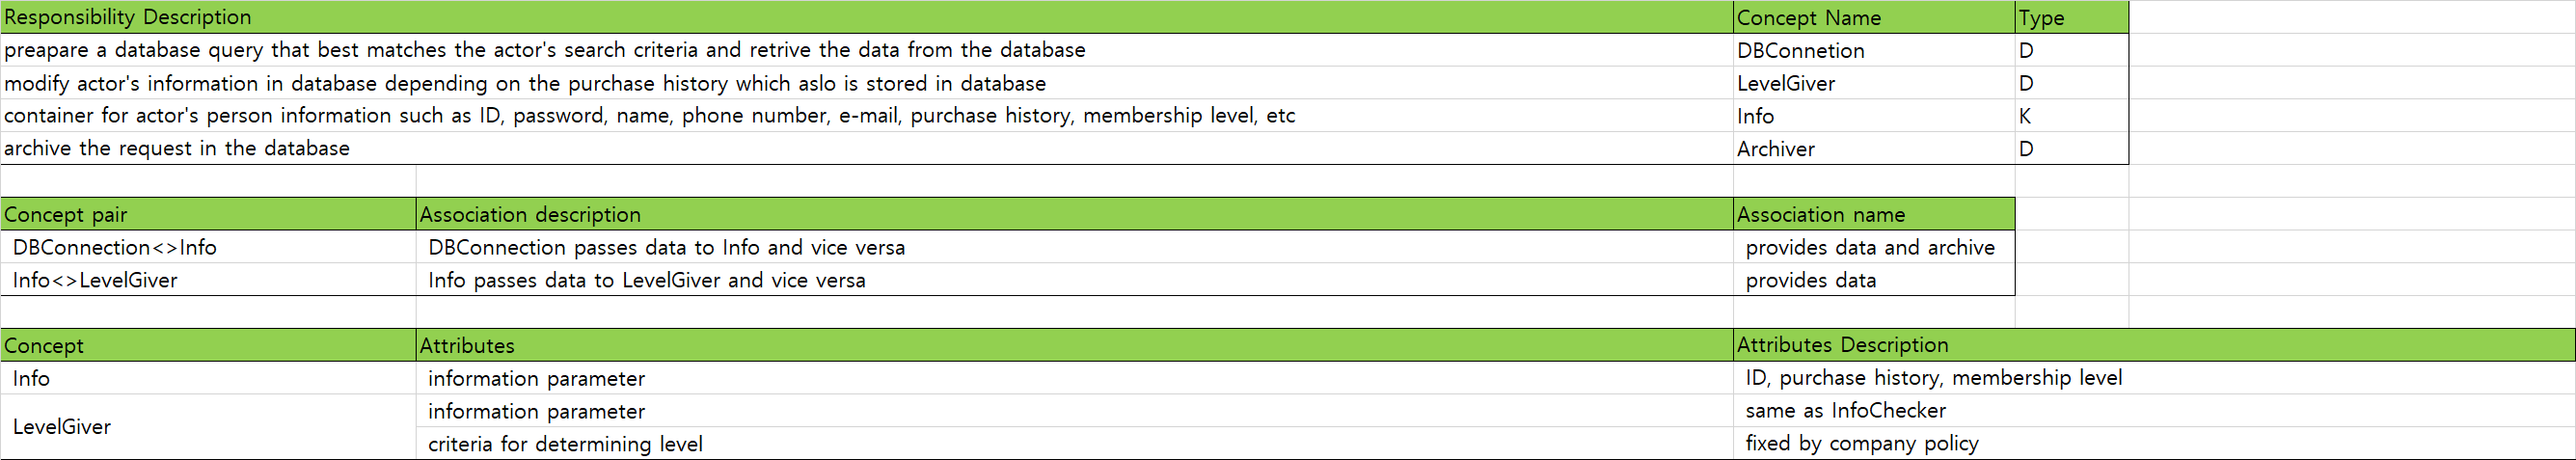 Responsibility Description Concept Name Type
preapare a database query that best matches the actor's search criteria and retrive the data from the database DBConnetion D
modify actor's information in database depending on the purchase history which aslo is stored in database LevelGiver D
container for actor's person information such as ID, password, name, phone number, e-mail, purchase history, membership level, etc Info K
archive the request in the database Archiver D
Concept pair Association description Association name
DBConnection<>Info DBConnection passes data to Info and vice versa provides data and archive
Info<>LevelGiver Info passes data to LevelGiver and vice versa provides data
Concept Attributes Attributes Description
Info information parameter ID, purchase history, membership level
LevelGiver information parameter same as InfoChecker
criteria for determining level fixed by company policy